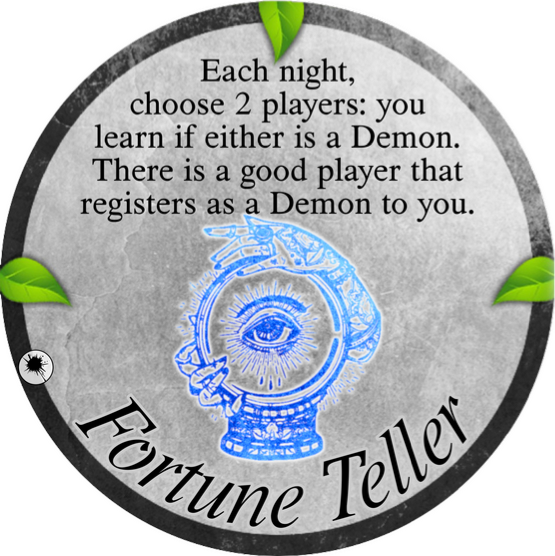 Each night,
choose 2 players: you
learn if either is a Demon.
There is a good player that
registers as a Demon to you.
Fortune Teller